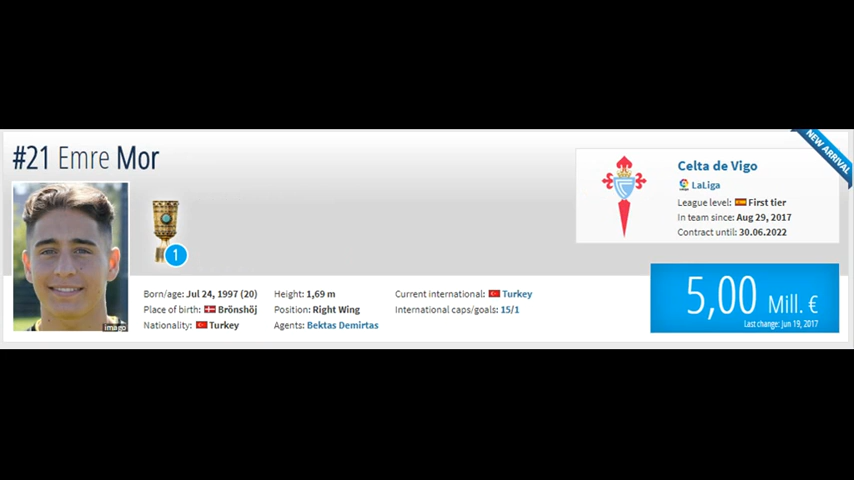 #21 Emre Mor
NEW ARRIVAL
Celta de Vigo
LaLiga
League level: First tier
In team since: Aug 29, 2017
Contract until: 30.06.2022
1
imago
Born/age: Jul 24, 1997 (20)
Place of birth: Brönshöj
Nationality: Turkey
Height: 1,69 m
Position: Right Wing
Agents: Bektas Demirtas
Current international: Turkey
International caps/goals: 15/1
5,00 Mill. €
Last change: Jun 19, 2017